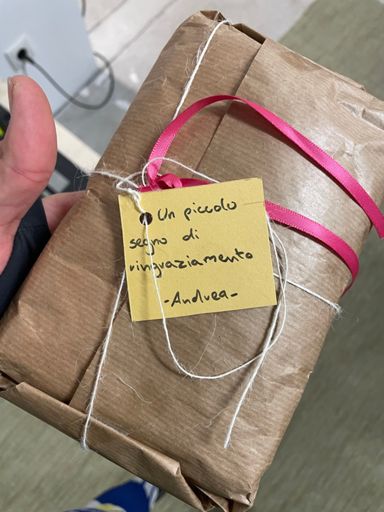 Un piccolo
segno di
ringraziamento
-Andrea-